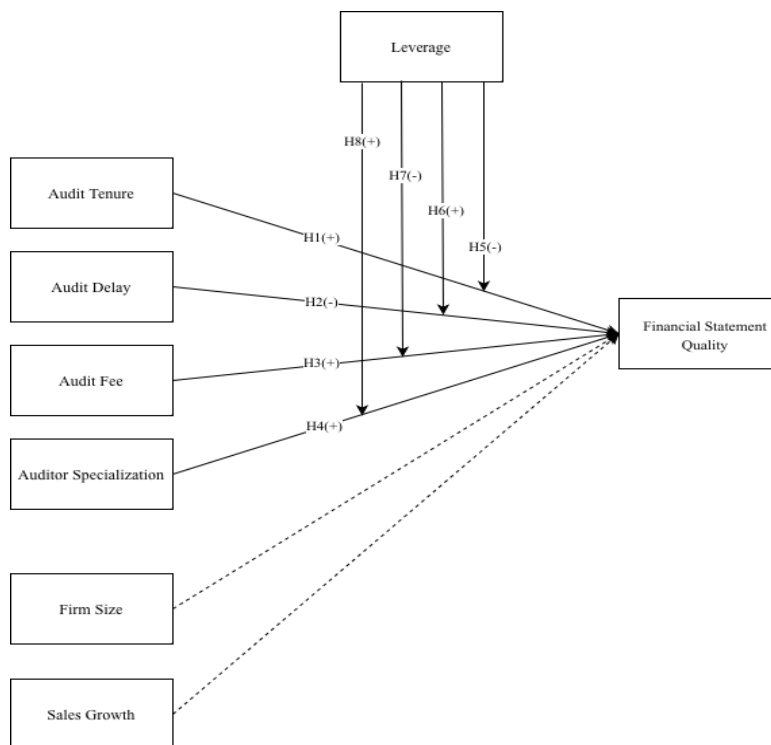 Leverage
H8(+)
H7(-)
Audit Tenure
H6(+)
H1(+)
H5(-)
Audit Delay
H2(-)
Financial Statement
Quality
H3(+)
Audit Fee
H4(+)
Auditor Specialization
Firm Size
Sales Growth